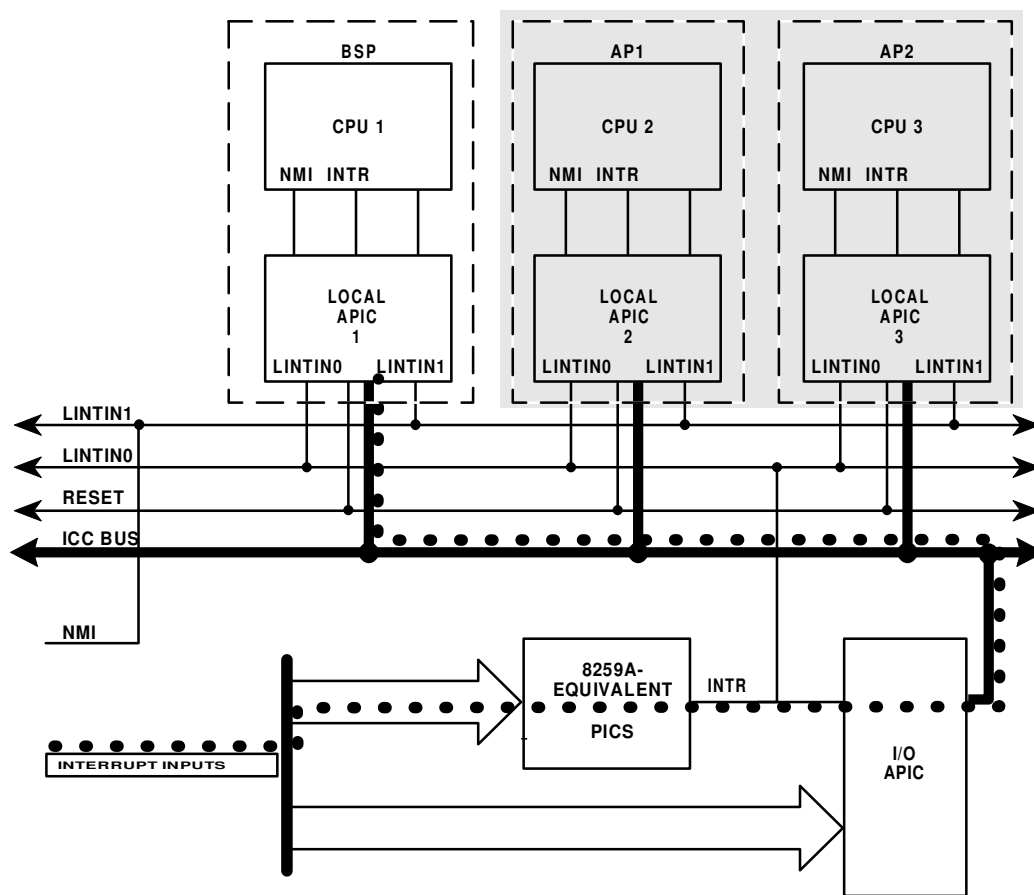 BSP
AP1
AP2
CPU 1
CPU 2
CPU 3
NMI INTR
NMI INTR
NMI INTR
LOCAL
APIC
1
LOCAL
APIC
2
LOCAL
APIC
3
LINTIN0 LINTIN1
LINTIN0 LINTIN1
LINTIN0 LINTIN1
LINTIN1
LINTIN0
RESET
ICC BUS
NMI
8259A-
EQUIVALENT
PICS
INTR
I/O
APIC
INTERRUPT INPUTS